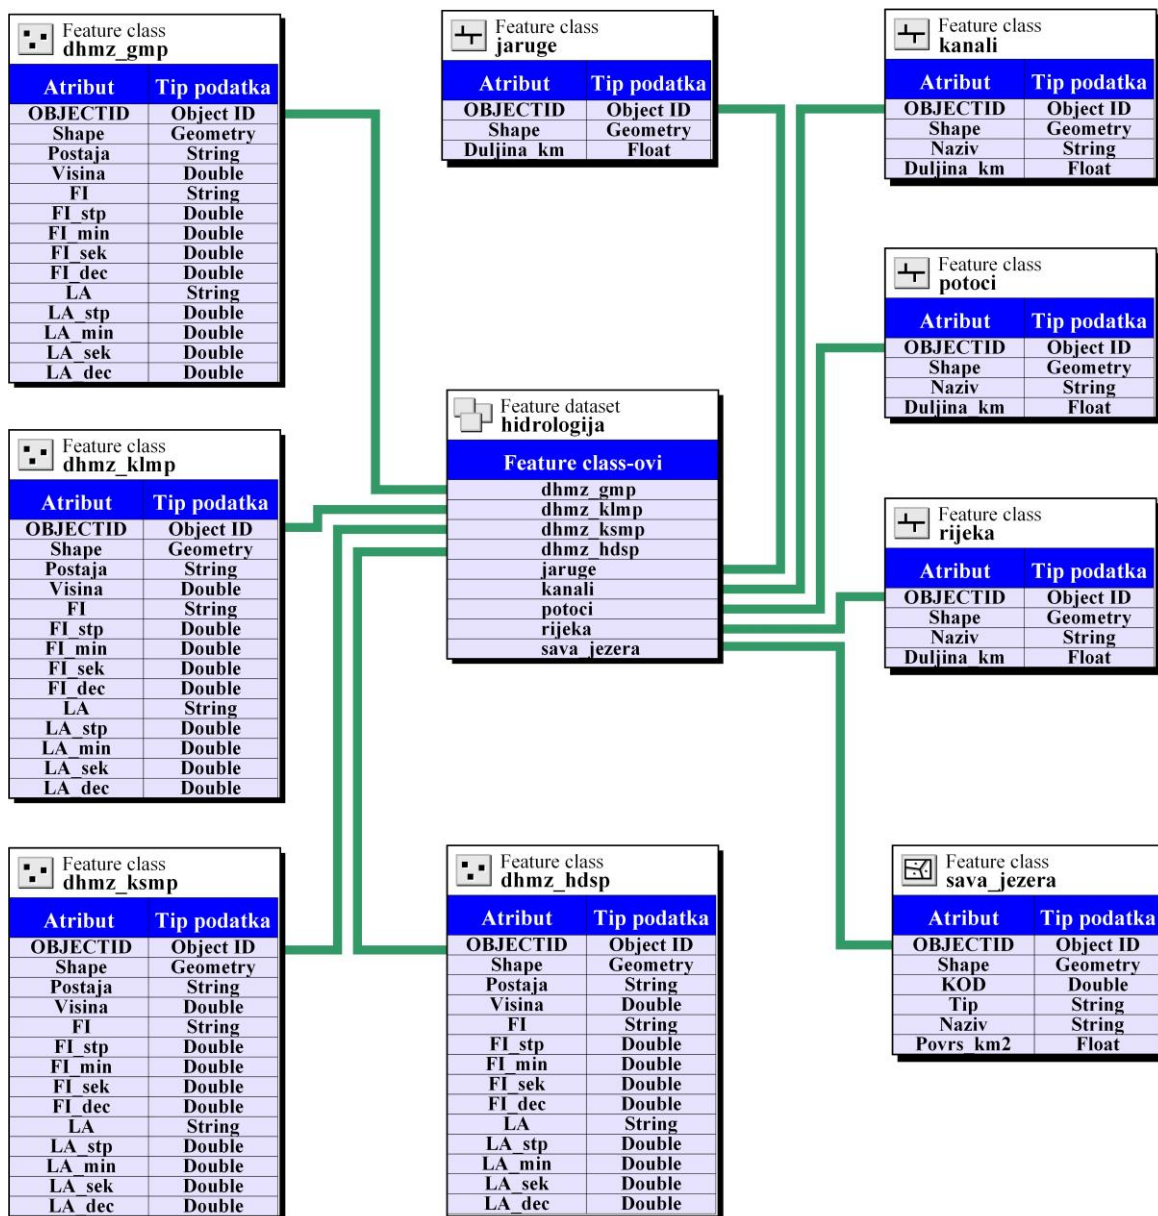 Feature class
dhmz_gmp
Atribut Tip podatka
OBJECTID Object ID
Shape Geometry
Postaja String
Visina Double
FI String
FI_stp Double
FI_min Double
FI_sek Double
FI_dec Double
LA String
LA_stp Double
LA_min Double
LA_sek Double
LA_dec Double
Feature class
jaruge
Atribut Tip podatka
OBJECTID Object ID
Shape Geometry
Duljina_km Float
Feature class
kanali
Atribut Tip podatka
OBJECTID Object ID
Shape Geometry
Naziv String
Duljina_km Float
Feature class
potoci
Atribut Tip podatka
OBJECTID Object ID
Shape Geometry
Naziv String
Duljina_km Float
Feature dataset
hidrologija
Feature class-ovi
dhmz_gmp
dhmz_klmp
dhmz_ksmp
dhmz_hdsp
jaruge
kanali
potoci
rijeka
sava_jezera
Feature class
dhmz_klmp
Atribut Tip podatka
OBJECTID Object ID
Shape Geometry
Postaja String
Visina Double
FI String
FI_stp Double
FI_min Double
FI_sek Double
FI_dec Double
LA String
LA_stp Double
LA_min Double
LA_sek Double
LA_dec Double
Feature class
rijeka
Atribut Tip podatka
OBJECTID Object ID
Shape Geometry
Naziv String
Duljina_km Float
Feature class
dhmz_ksmp
Atribut Tip podatka
OBJECTID Object ID
Shape Geometry
Postaja String
Visina Double
FI String
FI_stp Double
FI_min Double
FI_sek Double
FI_dec Double
LA String
LA_stp Double
LA_min Double
LA_sek Double
LA_dec Double
Feature class
dhmz_hdsp
Atribut Tip podatka
OBJECTID Object ID
Shape Geometry
Postaja String
Visina Double
FI String
FI_stp Double
FI_min Double
FI_sek Double
FI_dec Double
LA String
LA_stp Double
LA_min Double
LA_sek Double
LA_dec Double
Feature class
sava_jezera
Atribut Tip podatka
OBJECTID Object ID
Shape Geometry
KOD Double
Tip String
Naziv String
Povrs_km2 Float